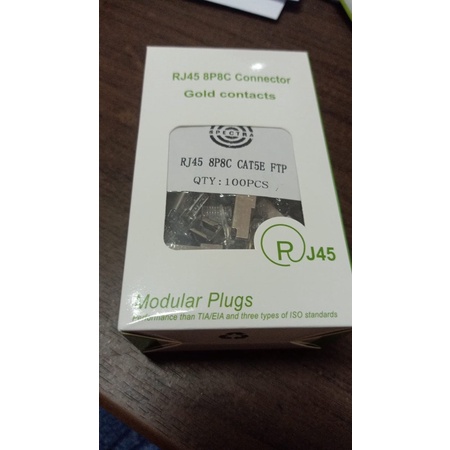 RJ45 8P8C Connector
Gold contacts
SPECTRA
RJ45 8P8C CAT5E FTP
QTY:100PCS
RJ45
Modular Plugs
Performance than TIA/EIA and three types of ISO standards